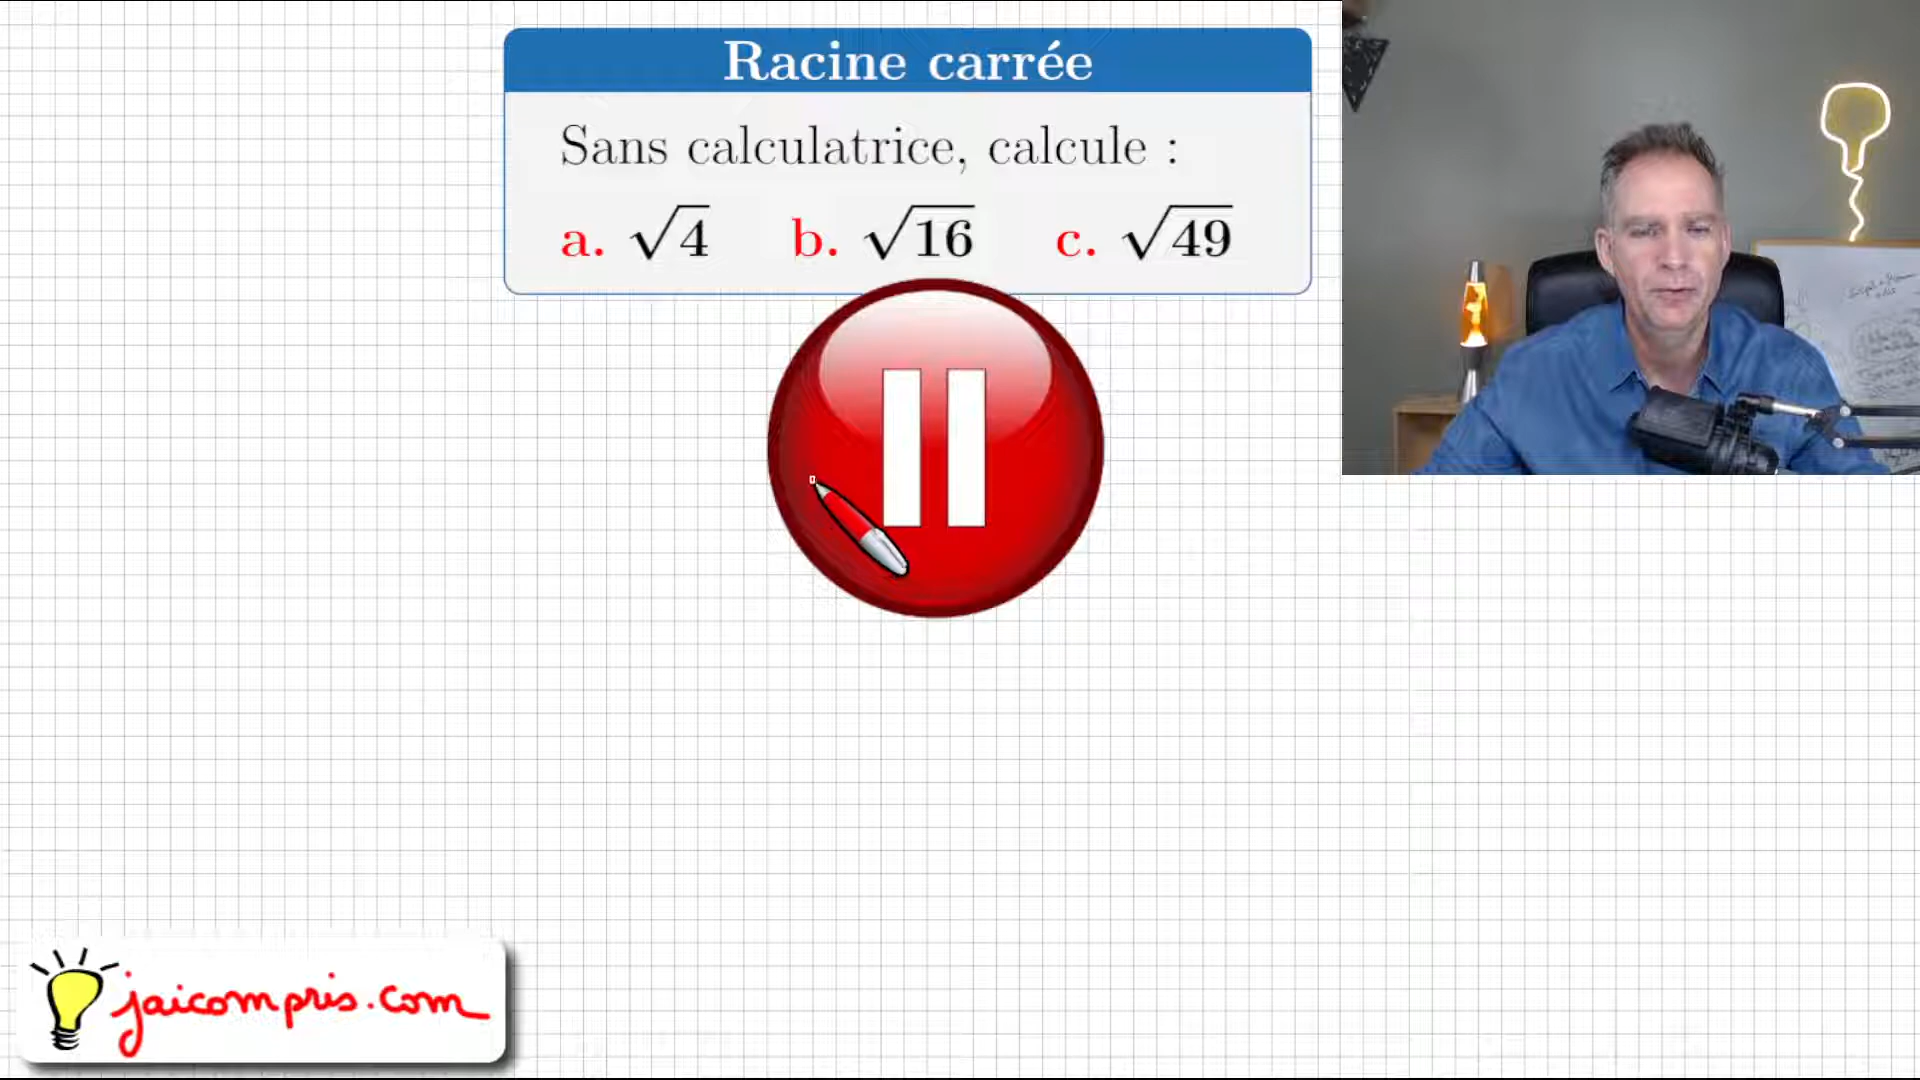 Racine carrée
Sans calculatrice, calcule :
a. √4 b. √16 c. √49
jaicompris.com